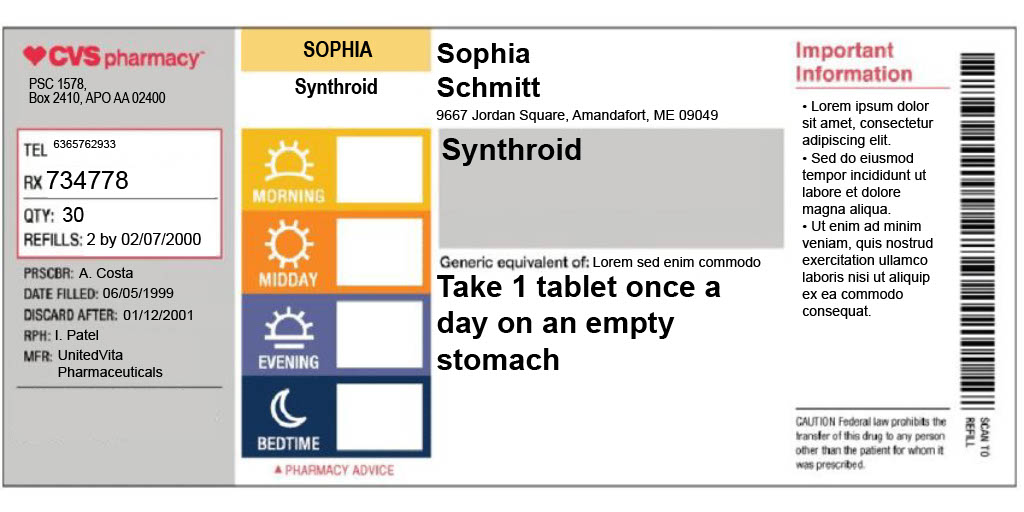 CVS pharmacy
PSC 1578,
Box 2410, APO AA 02400
TEL 6365762933
RX 734778
QTY: 30
REFILLS: 2 by 02/07/2000
PRSCBR: A. Costa
DATE FILLED: 06/05/1999
DISCARD AFTER: 01/12/2001
RPH: I. Patel
MFR: UnitedVita
Pharmaceuticals
SOPHIA
Synthroid
MORNING
MIDDAY
EVENING
BEDTIME
▲ PHARMACY ADVICE
Sophia
Schmitt
9667 Jordan Square, Amandafort, ME 09049
Synthroid
Generic equivalent of: Lorem sed enim commodo
Take 1 tablet once a
day on an empty
stomach
Important
Information
• Lorem ipsum dolor
sit amet, consectetur
adipiscing elit.
• Sed do eiusmod
tempor incididunt ut
labore et dolore
magna aliqua.
• Ut enim ad minim
veniam, quis nostrud
exercitation ullamco
laboris nisi ut aliquip
ex ea commodo
consequat.
CAUTION Federal law prohibits the
transfer of this drug to any person
other than the patient for whom it
was prescribed.
SCAN TO
REFILL